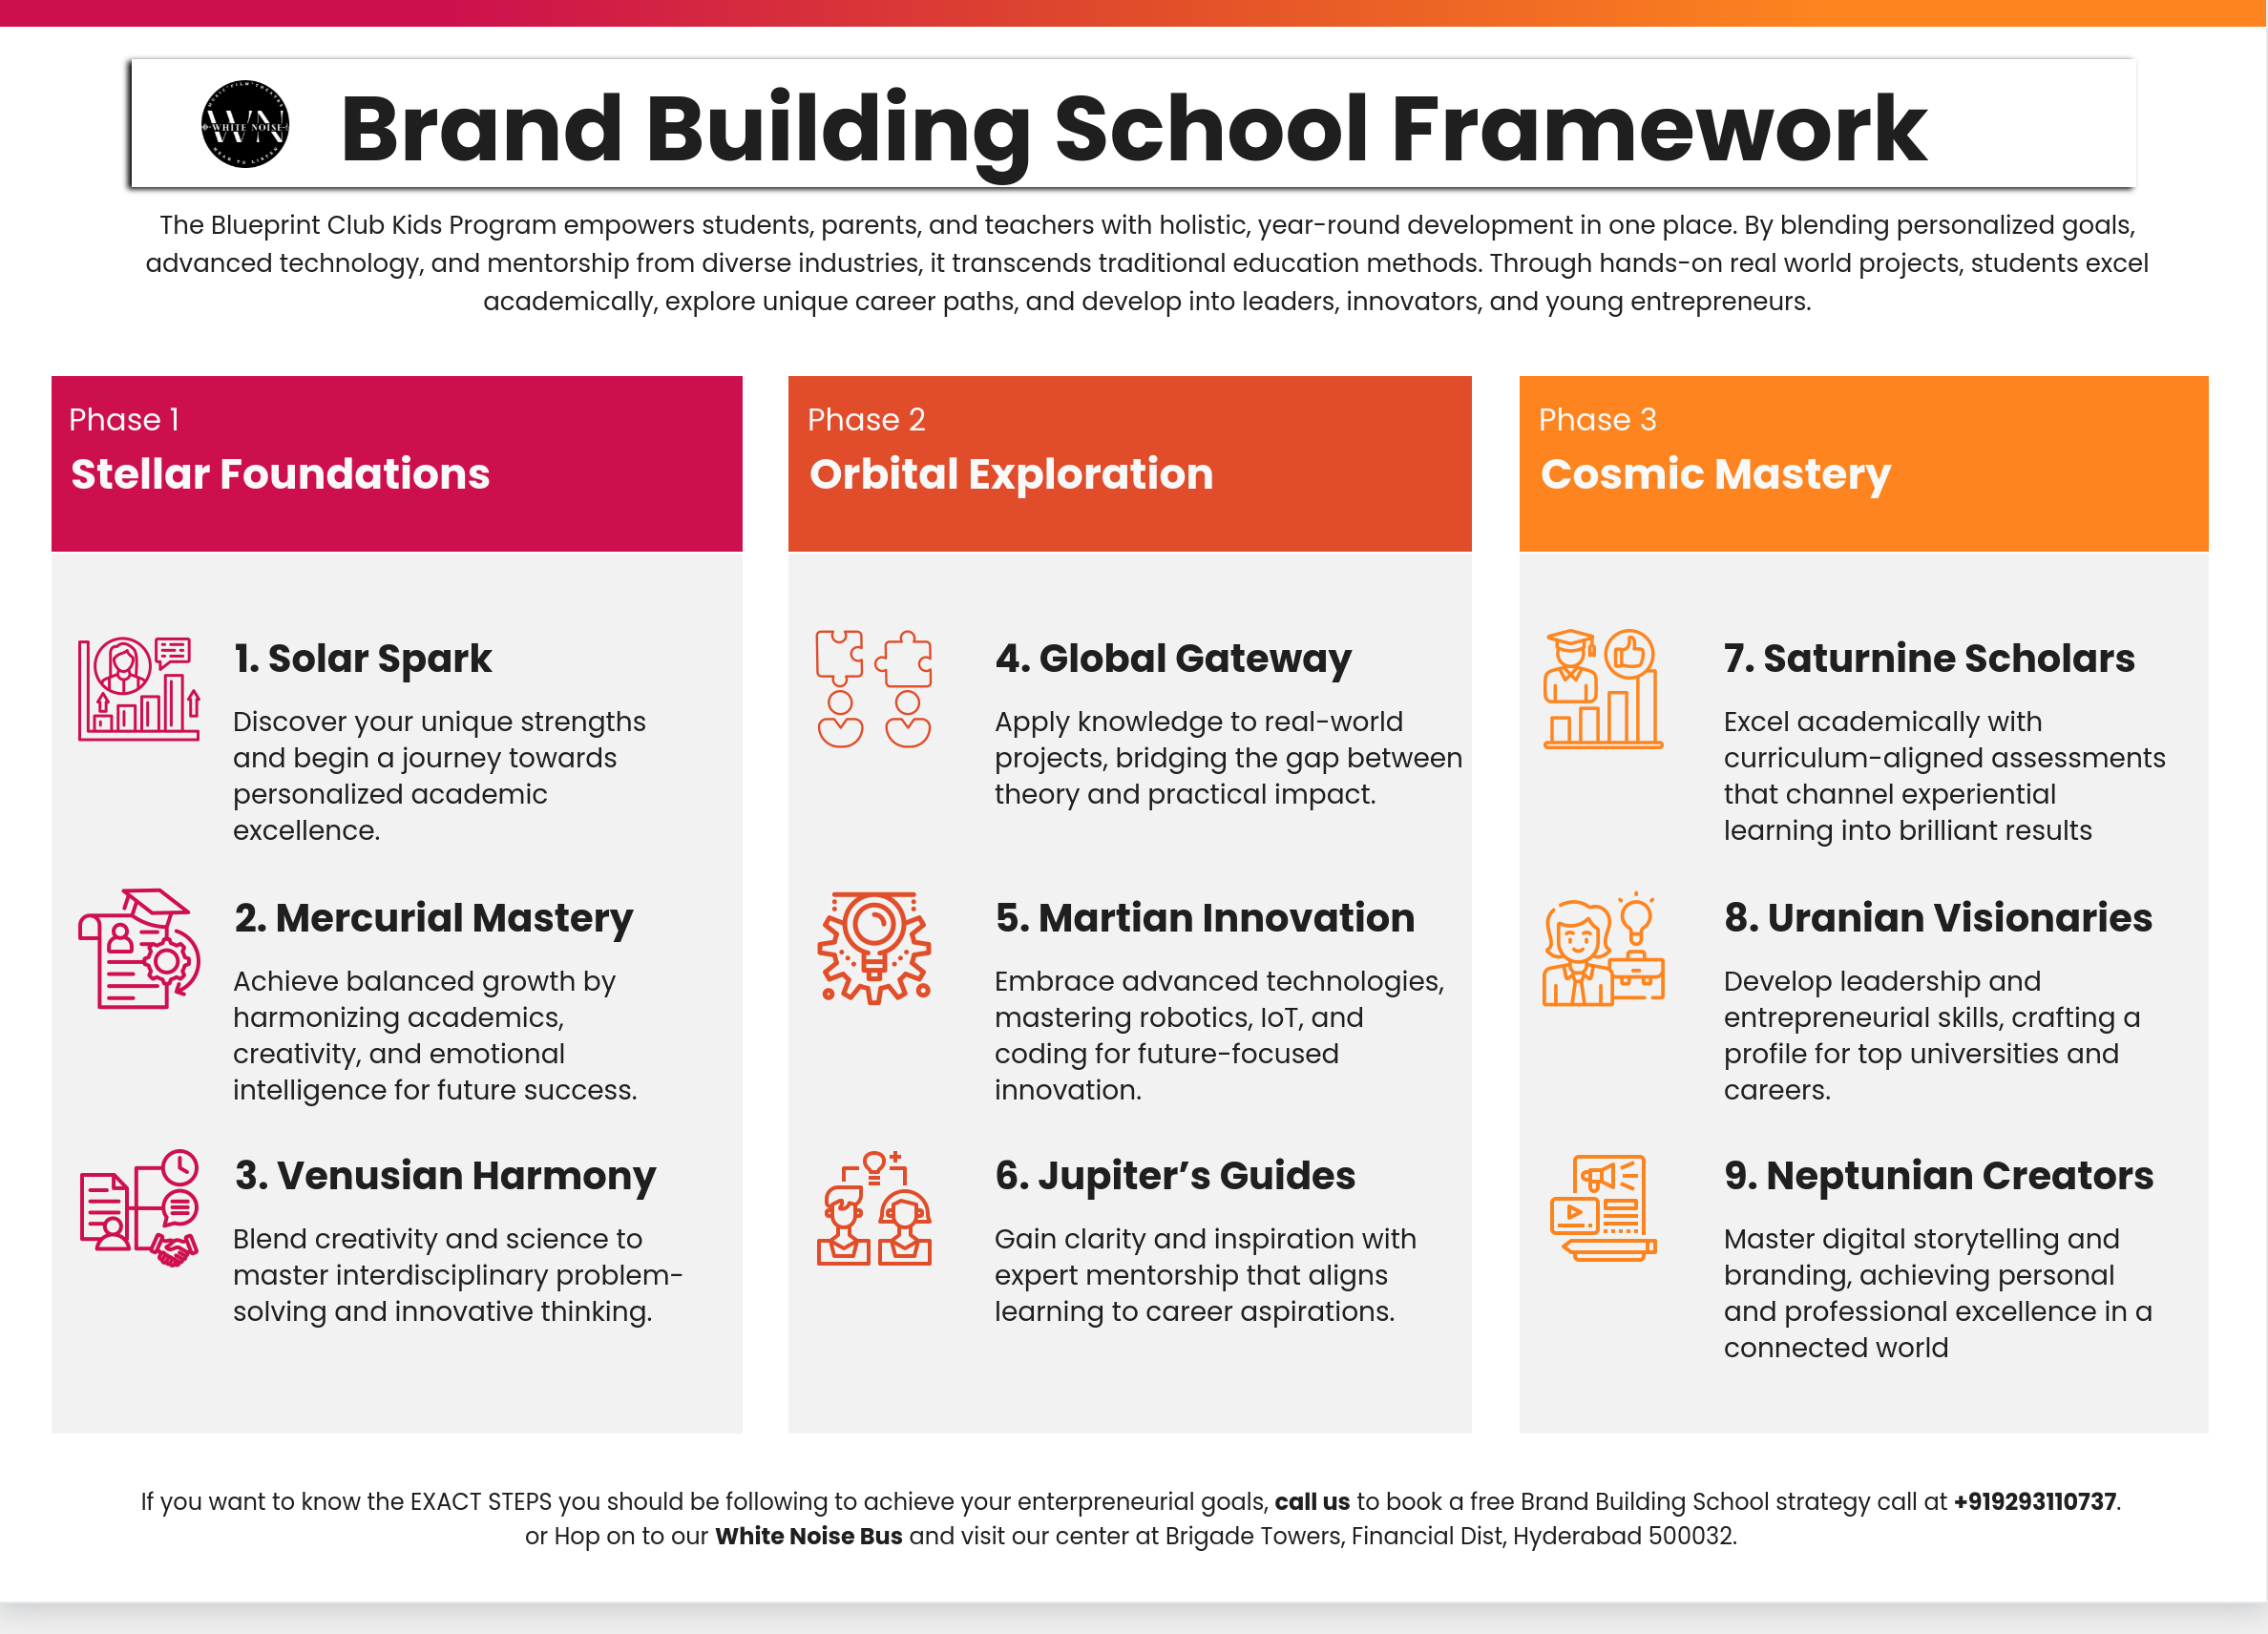 MUSIC FILM THEATRE
WN
WHITE NOISE
HEAR TO LISTEN
Brand Building School Framework
The Blueprint Club Kids Program empowers students, parents, and teachers with holistic, year-round development in one place. By blending personalized goals,
advanced technology, and mentorship from diverse industries, it transcends traditional education methods. Through hands-on real world projects, students excel
academically, explore unique career paths, and develop into leaders, innovators, and young entrepreneurs.
Phase 1
Stellar Foundations
1. Solar Spark
Discover your unique strengths
and begin a journey towards
personalized academic
excellence.
2. Mercurial Mastery
Achieve balanced growth by
harmonizing academics,
creativity, and emotional
intelligence for future success.
3. Venusian Harmony
Blend creativity and science to
master interdisciplinary problem-
solving and innovative thinking.
Phase 2
Orbital Exploration
4. Global Gateway
Apply knowledge to real-world
projects, bridging the gap between
theory and practical impact.
5. Martian Innovation
Embrace advanced technologies,
mastering robotics, IoT, and
coding for future-focused
innovation.
6. Jupiter’s Guides
Gain clarity and inspiration with
expert mentorship that aligns
learning to career aspirations.
Phase 3
Cosmic Mastery
7. Saturnine Scholars
Excel academically with
curriculum-aligned assessments
that channel experiential
learning into brilliant results
8. Uranian Visionaries
Develop leadership and
entrepreneurial skills, crafting a
profile for top universities and
careers.
9. Neptunian Creators
Master digital storytelling and
branding, achieving personal
and professional excellence in a
connected world
If you want to know the EXACT STEPS you should be following to achieve your enterpreneurial goals, call us to book a free Brand Building School strategy call at +919293110737.
or Hop on to our White Noise Bus and visit our center at Brigade Towers, Financial Dist, Hyderabad 500032.